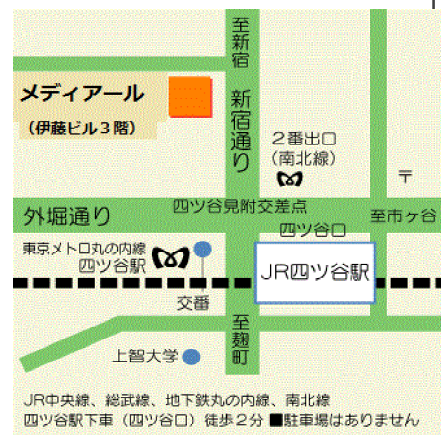 至新宿
メディアール
(伊藤ビル3階)
新宿通り
2番出口
(南北線)
〒
外堀通り
四ツ谷見附交差点
至市ヶ谷
四ツ谷口
東京メトロ丸の内線
四ツ谷駅
JR四ツ谷駅
交番
至麹町
上智大学
JR中央線、総武線、地下鉄丸の内線、南北線
四ツ谷駅下車（四ツ谷口）徒歩2分 ■駐車場はありません